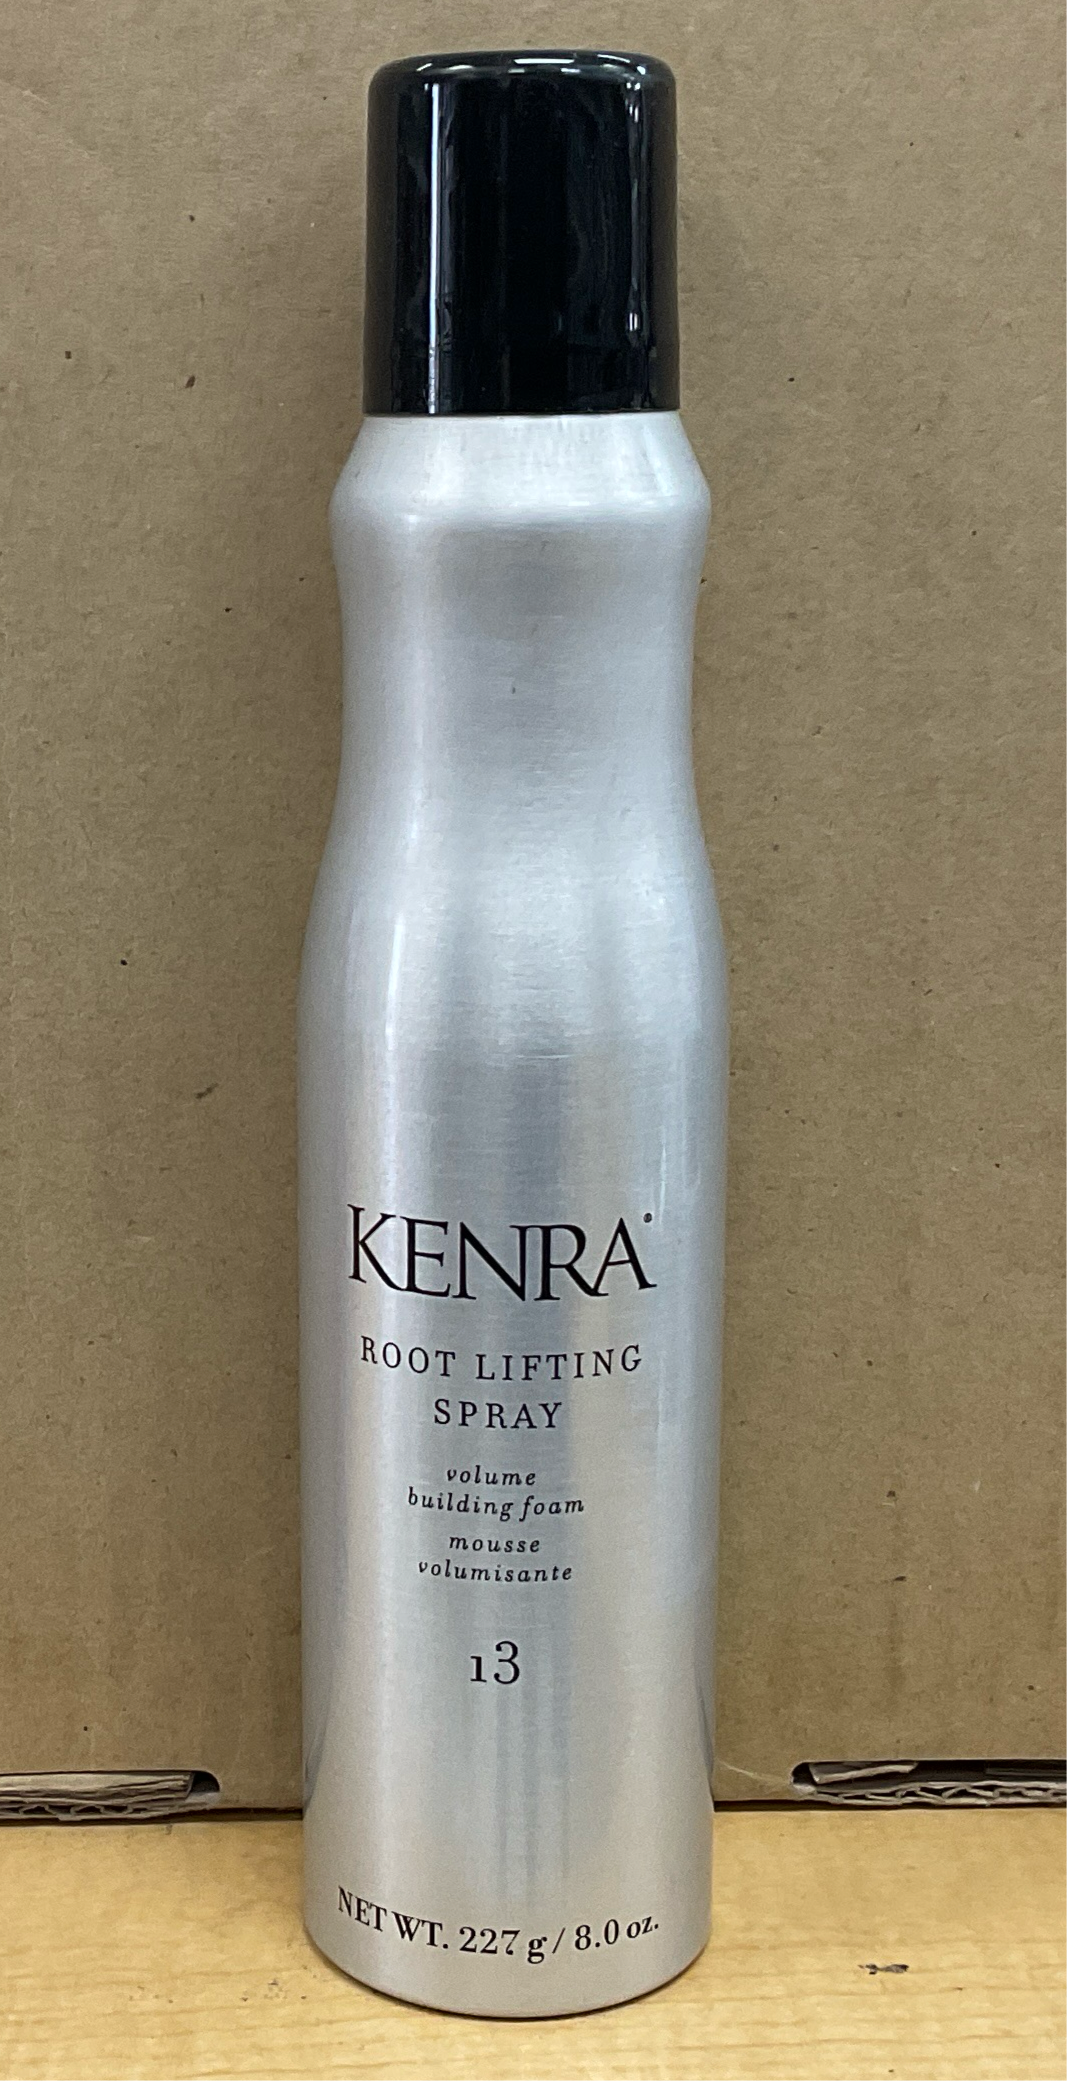 KENRA®
ROOT LIFTING
SPRAY
volume
building foam
mousse
volumisante
13
NET WT. 227 g / 8.0 oz.